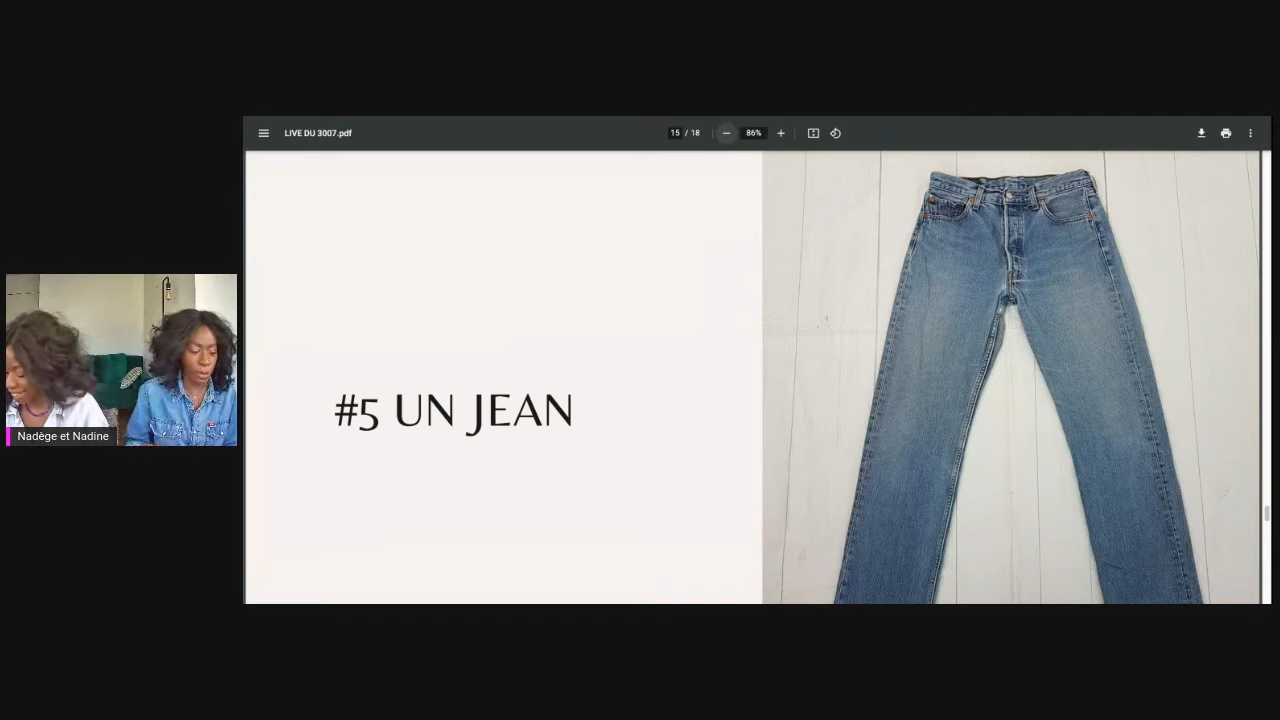 LIVE DU 3007.pdf
15 / 18
86%
#5 UN JEAN
Nadège et Nadine